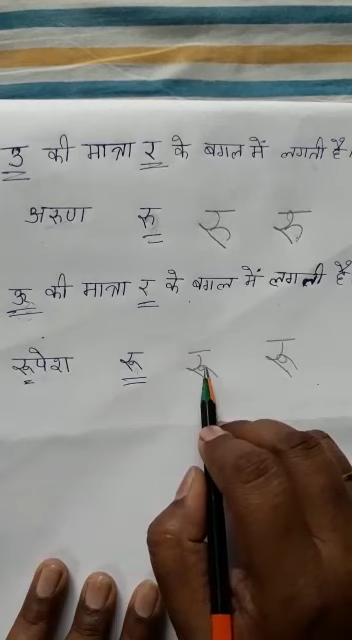 उ की मात्रा र के बगल में लगती है।
अरुण रु रु रु
ऊ की मात्रा र के बगल में लगती है
रूपेश रू रू रू